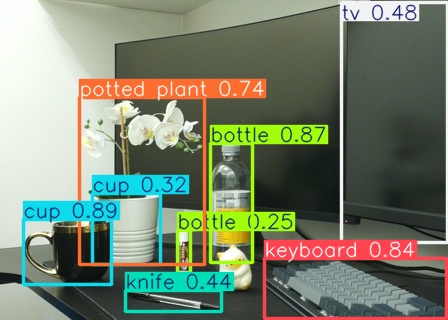 tv 0.48
potted plant 0.74
bottle 0.87
cup 0.32
cup 0.89
bottle 0.25
keyboard 0.84
knife 0.44